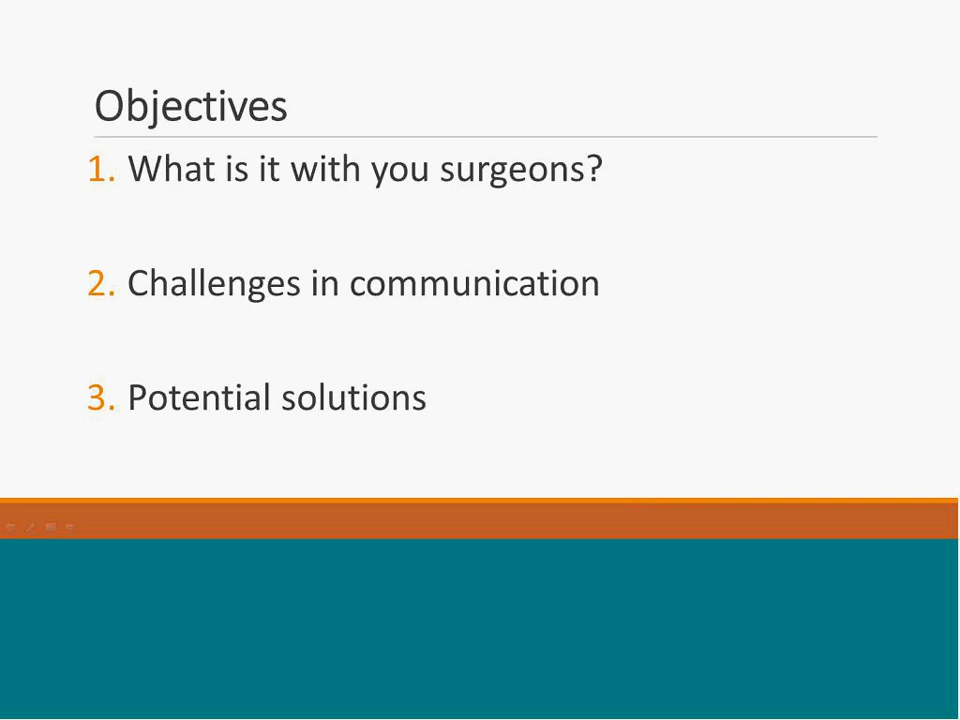 Objectives
1. What is it with you surgeons?
2. Challenges in communication
3. Potential solutions